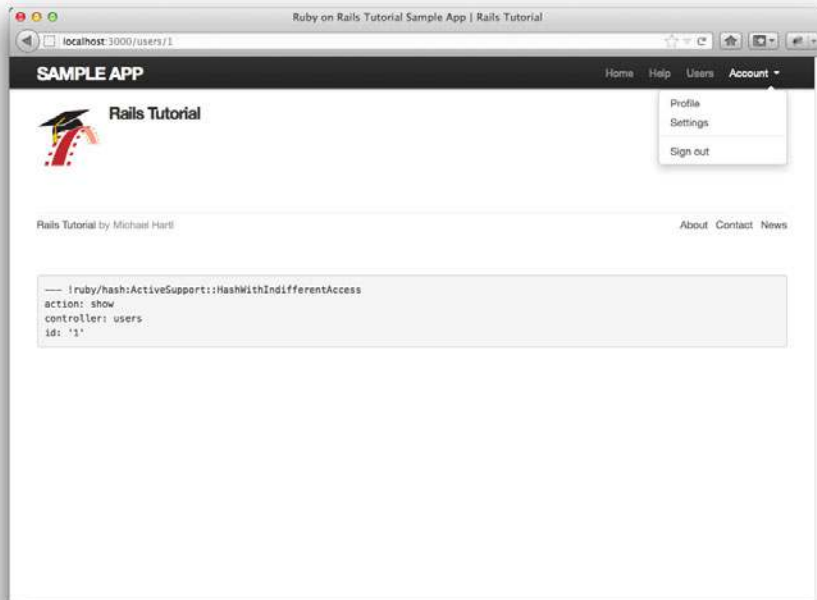 Ruby on Rails Tutorial Sample App | Rails Tutorial
localhost:3000/users/1
SAMPLE APP
Home Help Users Account
Profile
Settings
Sign out
Rails Tutorial
Rails Tutorial by Michael Hartl
About Contact News
--- !ruby/hash:ActiveSupport::HashWithIndifferentAccess
action: show
controller: users
id: '1'